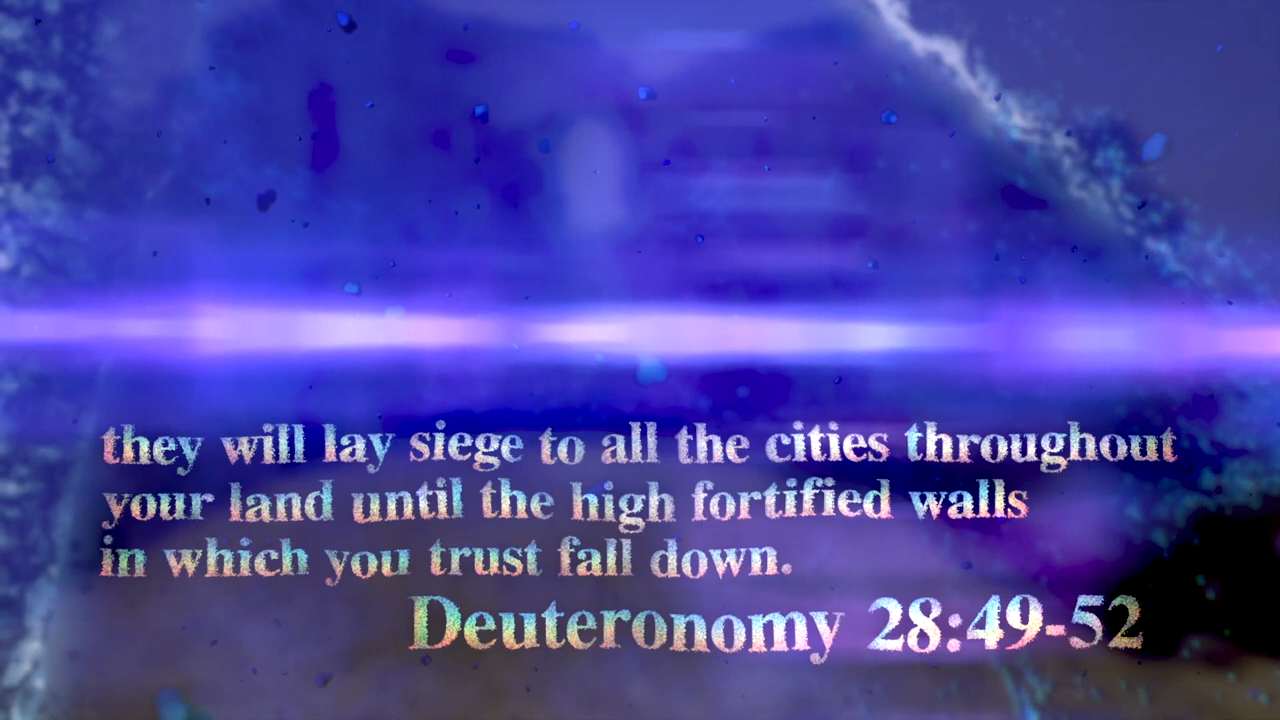 they will lay siege to all the cities throughout
your land until the high fortified walls
in which you trust fall down.
Deuteronomy 28:49-52